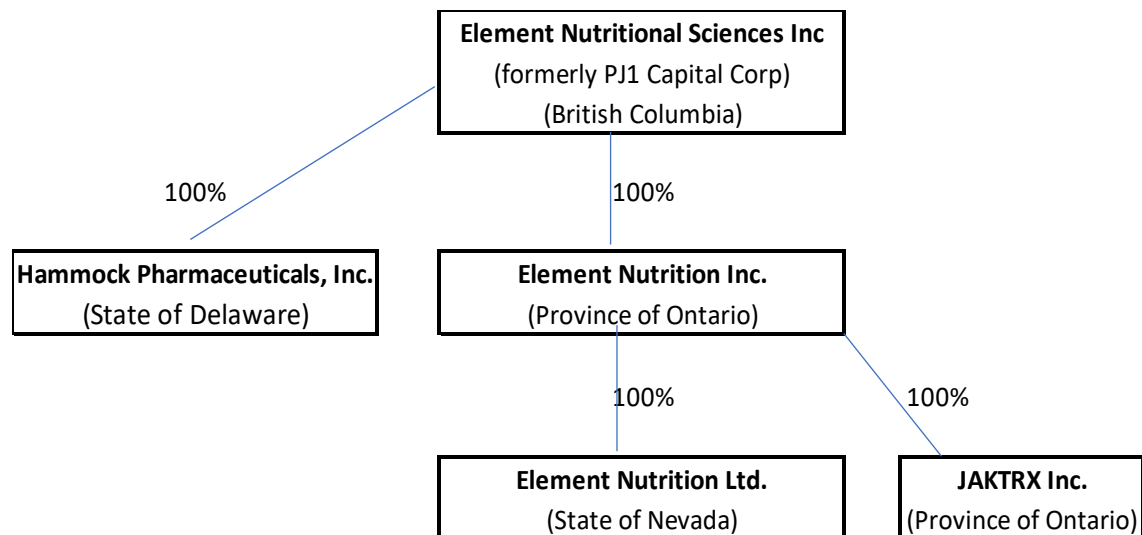 Element Nutritional Sciences Inc
(formerly PJ1 Capital Corp)
(British Columbia)
100%
100%
Hammock Pharmaceuticals, Inc.
(State of Delaware)
Element Nutrition Inc.
(Province of Ontario)
100%
100%
Element Nutrition Ltd.
(State of Nevada)
JAKTRX Inc.
(Province of Ontario)